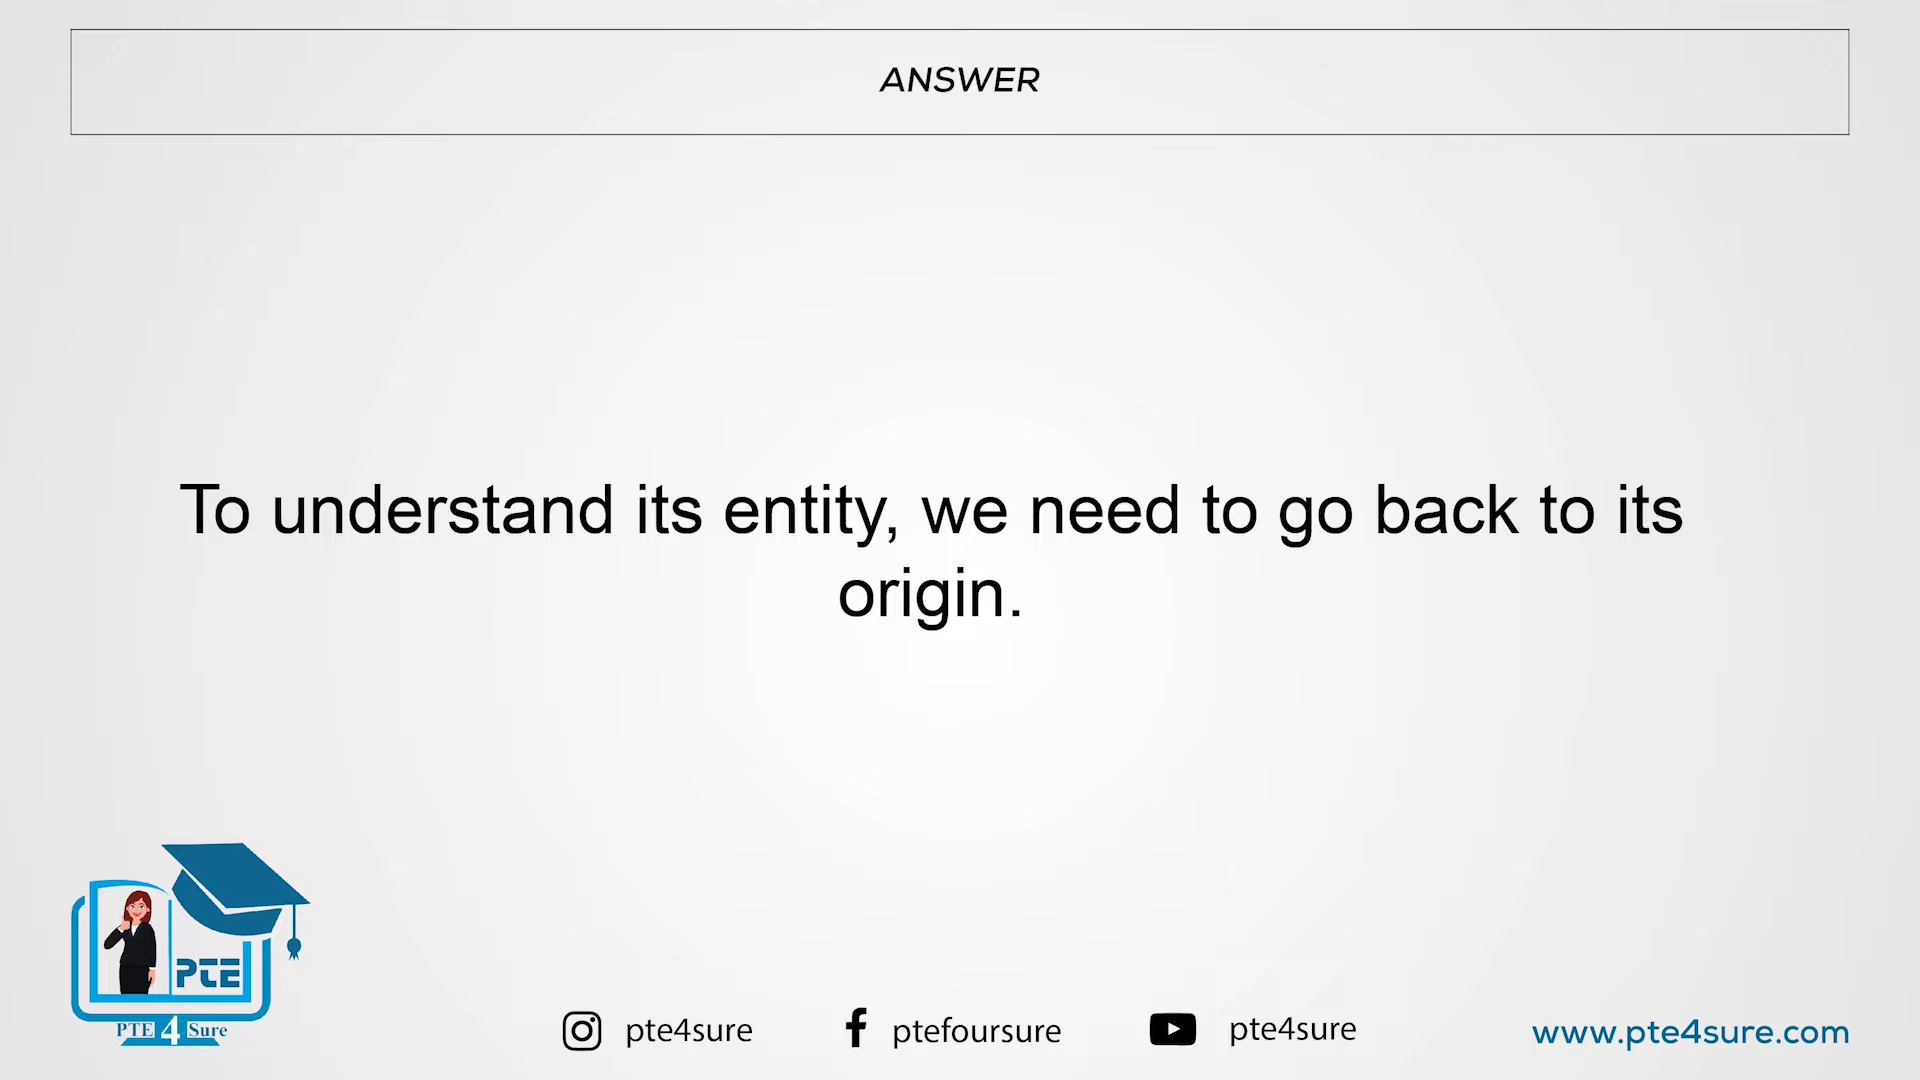 ANSWER
To understand its entity, we need to go back to its
origin.
PTE
PTE 4 Sure
pte4sure
ptefoursure
pte4sure
www.pte4sure.com